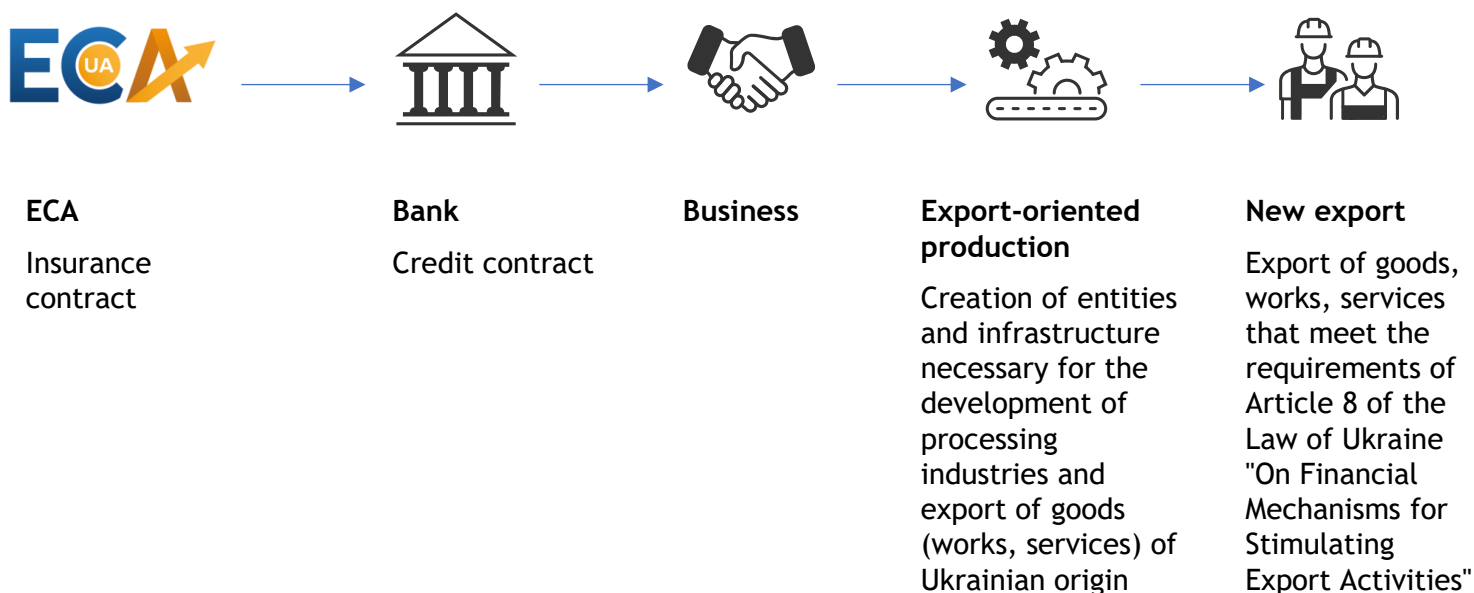 ECA
UA
ECA
Insurance
contract
Bank
Credit contract
Business
Export-oriented
production
Creation of entities
and infrastructure
necessary for the
development of
processing
industries and
export of goods
(works, services) of
Ukrainian origin
New export
Export of goods,
works, services
that meet the
requirements of
Article 8 of the
Law of Ukraine
"On Financial
Mechanisms for
Stimulating
Export Activities"